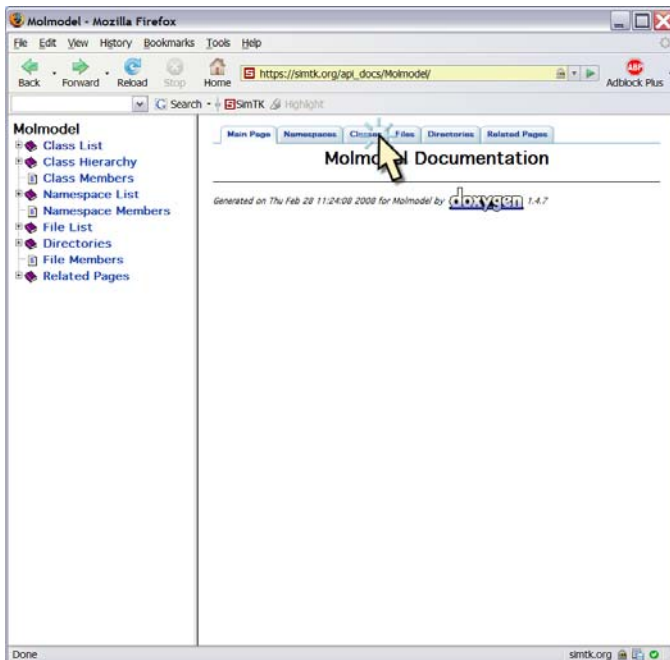 Molmodel - Mozilla Firefox
File Edit View History Bookmarks Tools Help
Back Forward Reload Stop Home https://simtk.org/api_docs/Molmodel/ ABP Adblock Plus
Search SimTK Highlight
Molmodel
Class List
Class Hierarchy
Class Members
Namespace List
Namespace Members
File List
Directories
File Members
Related Pages
Main Page Namespaces Classes Files Directories Related Pages
Molmodel Documentation
Generated on Thu Feb 28 11:24:08 2008 for Molmodel by doxygen 1.4.7
Done simtk.org